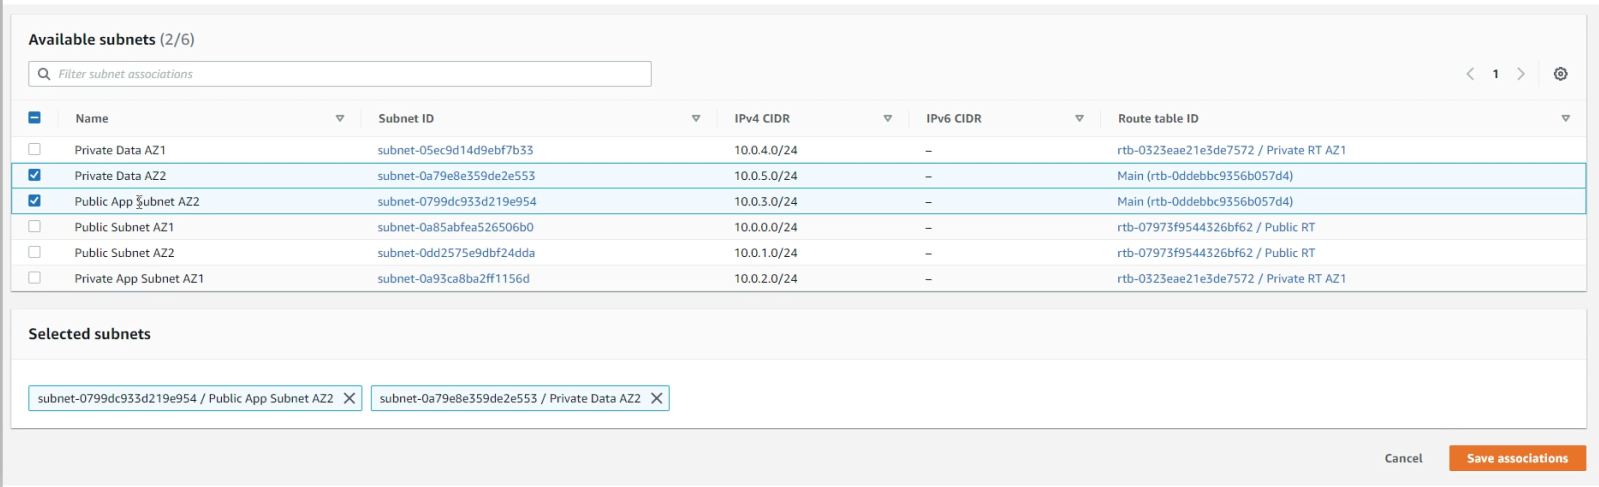 Available subnets (2/6)
Filter subnet associations
1
Name Subnet ID IPv4 CIDR IPv6 CIDR Route table ID
Private Data AZ1 subnet-05ec9d14d9ebf7b33 10.0.4.0/24 – rtb-0323eae21e3de7572 / Private RT AZ1
Private Data AZ2 subnet-0a79e8e359de2e553 10.0.5.0/24 – Main (rtb-0ddebbc9356b057d4)
Public App Subnet AZ2 subnet-0799dc933d219e954 10.0.3.0/24 – Main (rtb-0ddebbc9356b057d4)
Public Subnet AZ1 subnet-0a85abfea526506b0 10.0.0.0/24 – rtb-07973f9544326bf62 / Public RT
Public Subnet AZ2 subnet-0dd2575e9dbf24dda 10.0.1.0/24 – rtb-07973f9544326bf62 / Public RT
Private App Subnet AZ1 subnet-0a93ca8ba2ff1156d 10.0.2.0/24 – rtb-0323eae21e3de7572 / Private RT AZ1
Selected subnets
subnet-0799dc933d219e954 / Public App Subnet AZ2 subnet-0a79e8e359de2e553 / Private Data AZ2
Cancel Save associations